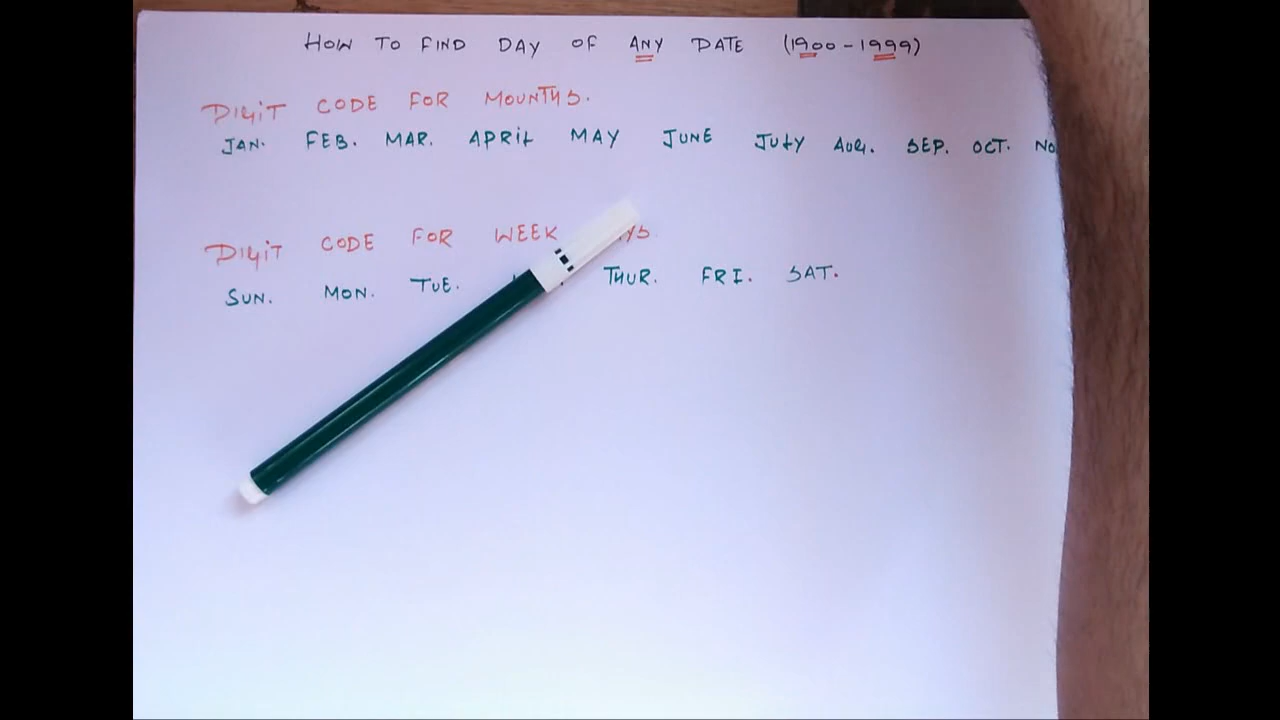 HOW TO FIND DAY OF ANY DATE (1900-1999)
DIGIT CODE FOR MOUNTHS.
JAN. FEB. MAR. APRIL MAY JUNE JULY AUG. SEP. OCT. NO
DIGIT CODE FOR WEEK
SUN. MON. TUE. THUR. FRI. SAT.